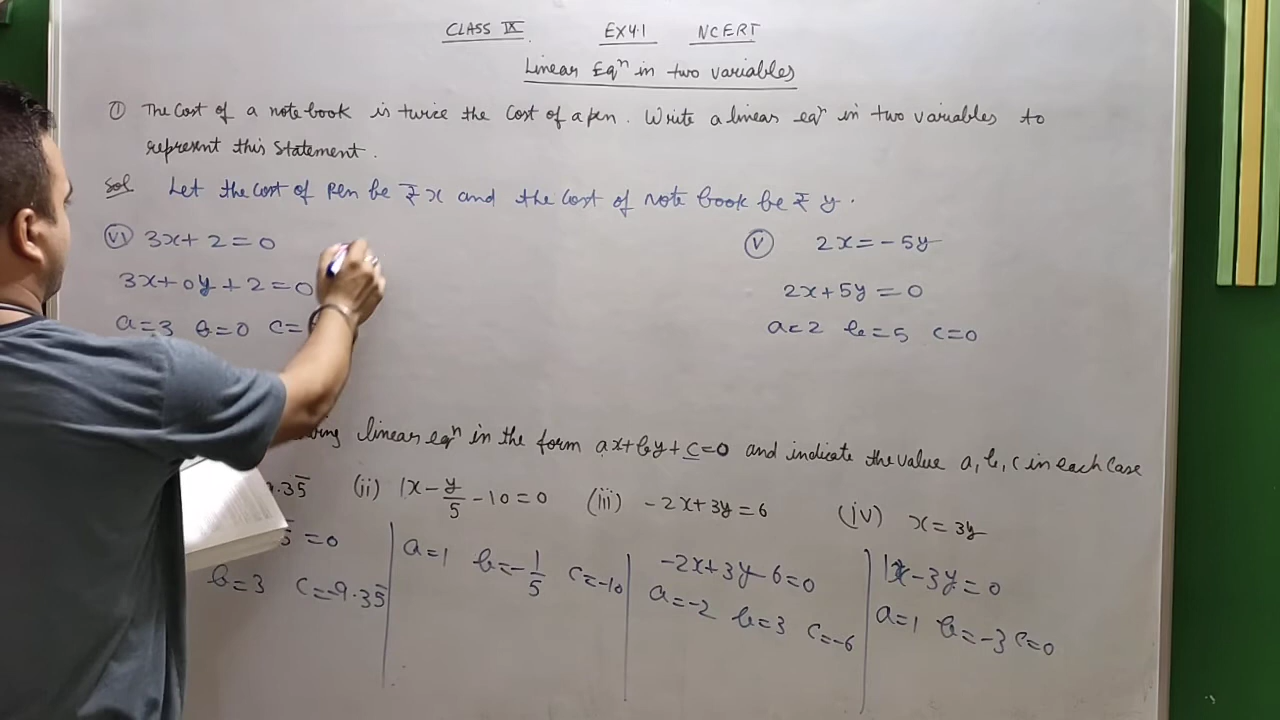 CLASS IX EX4.1 NCERT
Linear Eqⁿ in two variables
① The Cost of a note book is twice the Cost of a pen. Write a linear eqⁿ in two variables to
represent this Statement.
Sol Let the cost of Pen be ₹ x and the cost of note book be ₹ y.
(VI) 3x+2=0
3x+0y+2=0
a=3 b=0 c=
(V) 2x=-5y
2x+5y=0
a=2 b=5 c=0
linear eqⁿ in the form ax+by+c=0 and indicate the value a, b, c in each Case
.35̅ (ii) 1x-y/5-10=0 (iii) -2x+3y=6 (iv) x=3y
5̅=0
b=3 c=-9.35̅
a=1 b=-1/5 c=-10
-2x+3y-6=0
a=-2 b=3 c=-6
1x-3y=0
a=1 b=-3 c=0